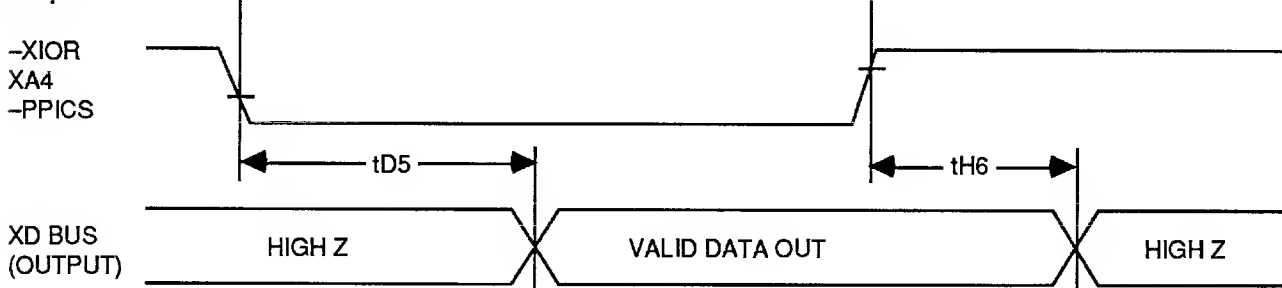 –XIOR
XA4
–PPICS
tD5
tH6
XD BUS
(OUTPUT)
HIGH Z
VALID DATA OUT
HIGH Z